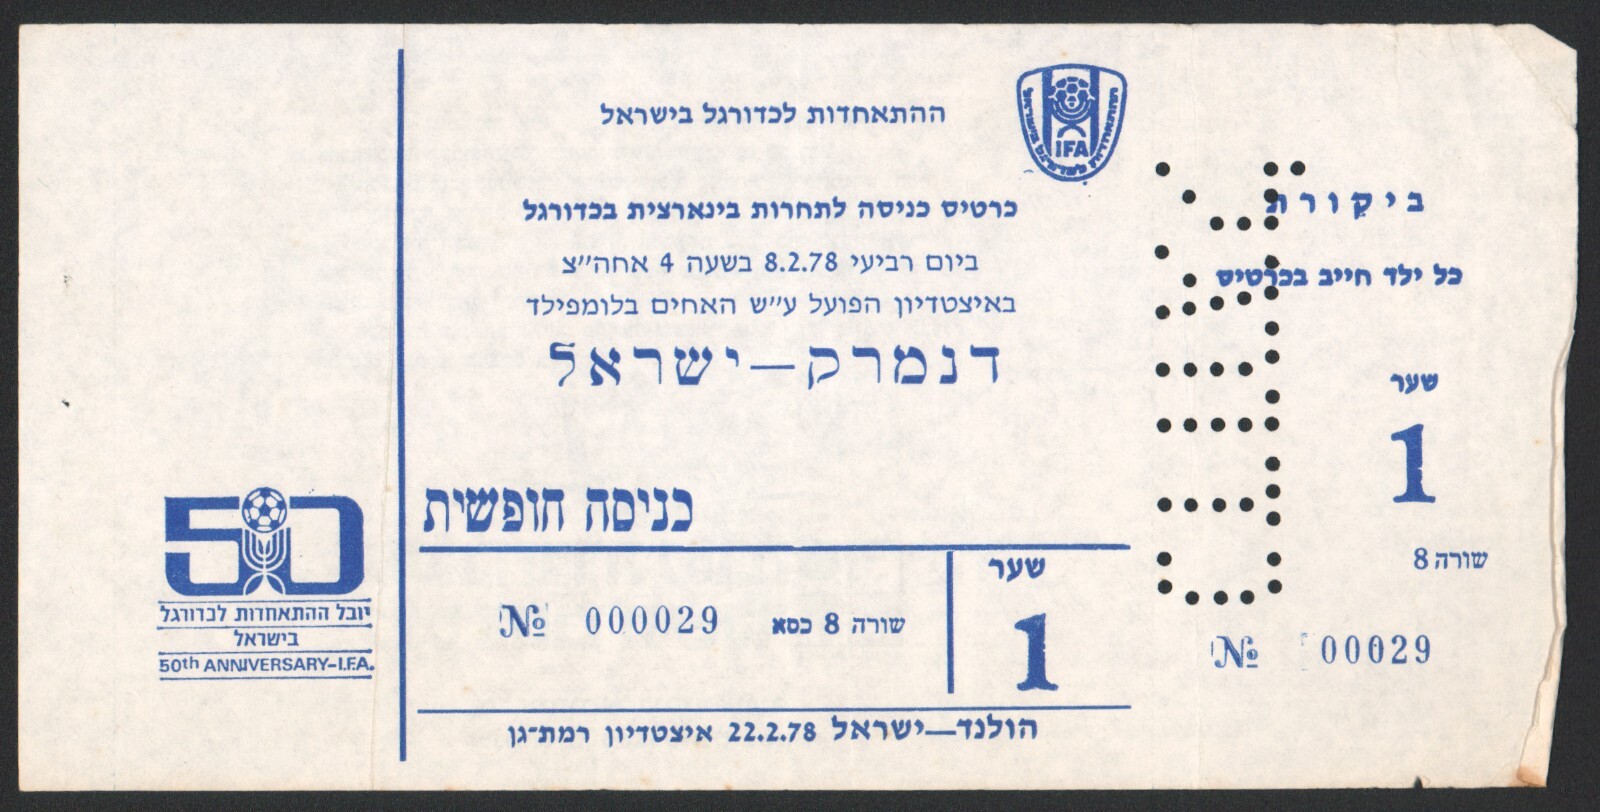 ההתאחדות לכדורגל בישראל
IFA
כרטיס כניסה לתחרות בינארצית בכדורגל
ביום רביעי 8.2.78 בשעה 4 אחה״צ
באיצטדיון הפועל ע״ש האחים בלומפילד
דנמרק—ישראל
כניסה חופשית
שער
1
שורה 8 כסא
№ 000029
הולנד—ישראל 22.2.78 איצטדיון רמת־גן
ביקורת
כל ילד חייב בכרטיס
שער
1
שורה 8
№ 00029
50
יובל ההתאחדות לכדורגל
בישראל
50th ANNIVERSARY–I.F.A.